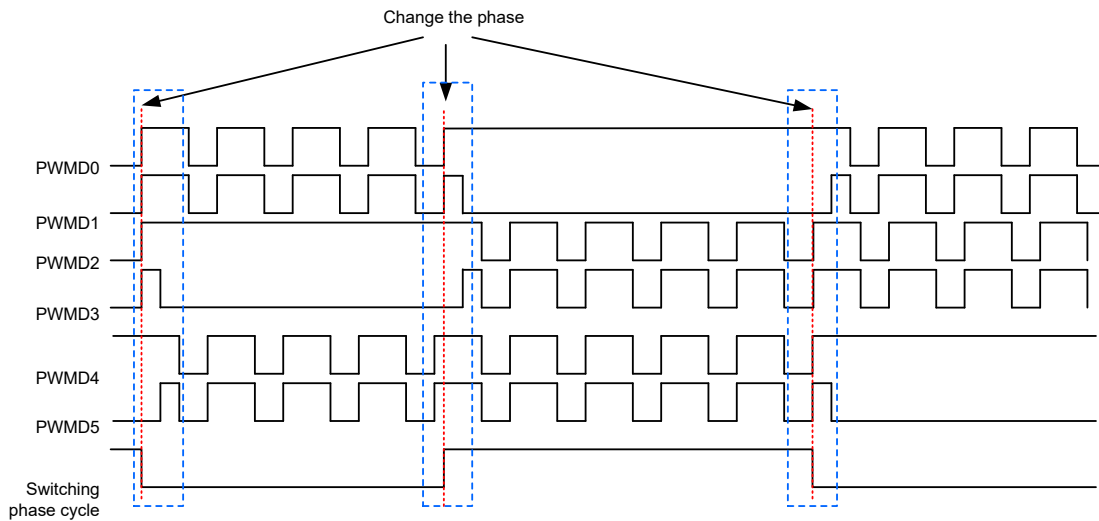 Change the phase
PWMD0
PWMD1
PWMD2
PWMD3
PWMD4
PWMD5
Switching
phase cycle